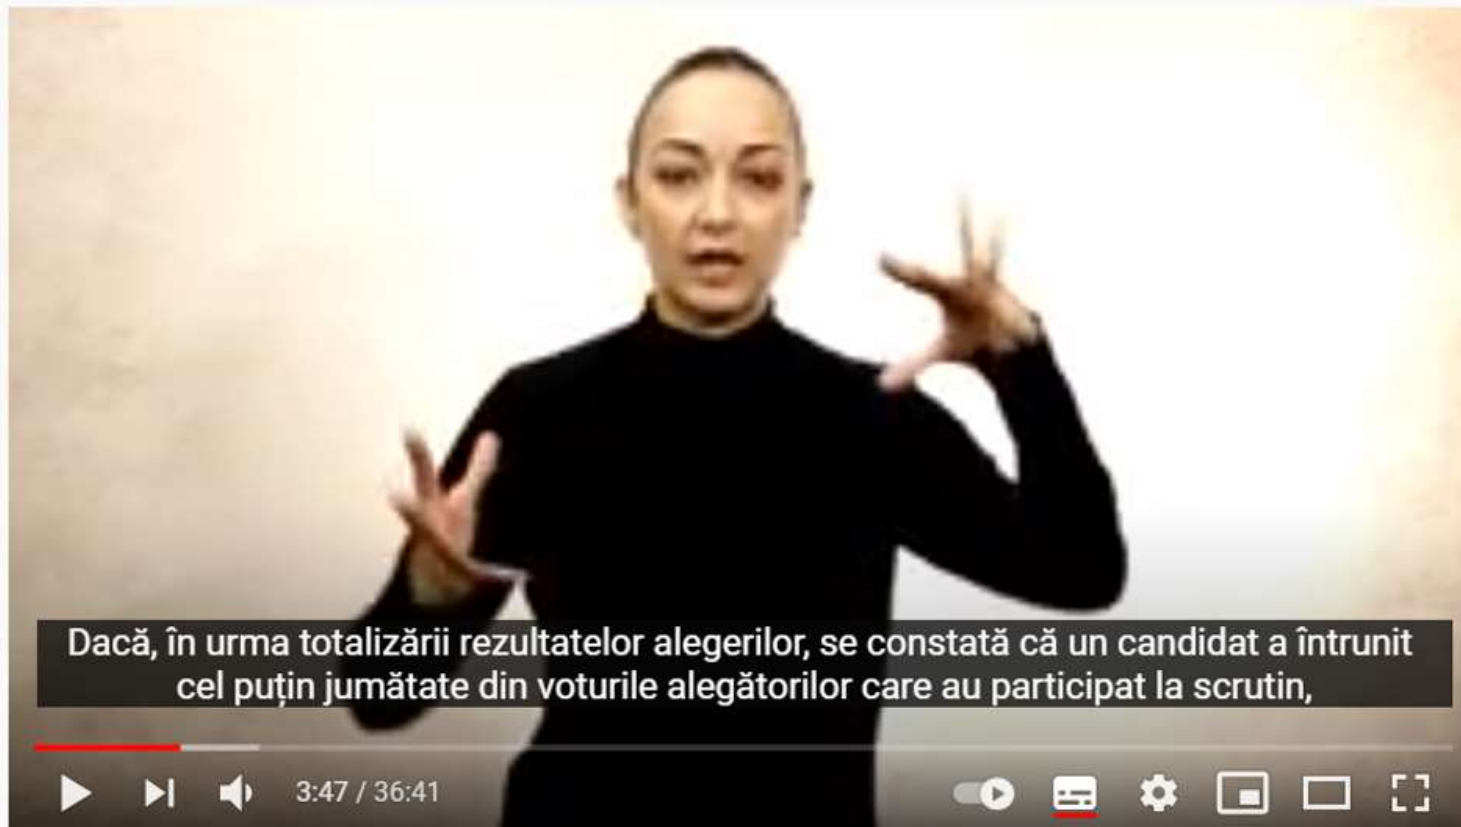 Dacă, în urma totalizării rezultatelor alegerilor, se constată că un candidat a întrunit
cel puțin jumătate din voturile alegătorilor care au participat la scrutin,
3:47 / 36:41